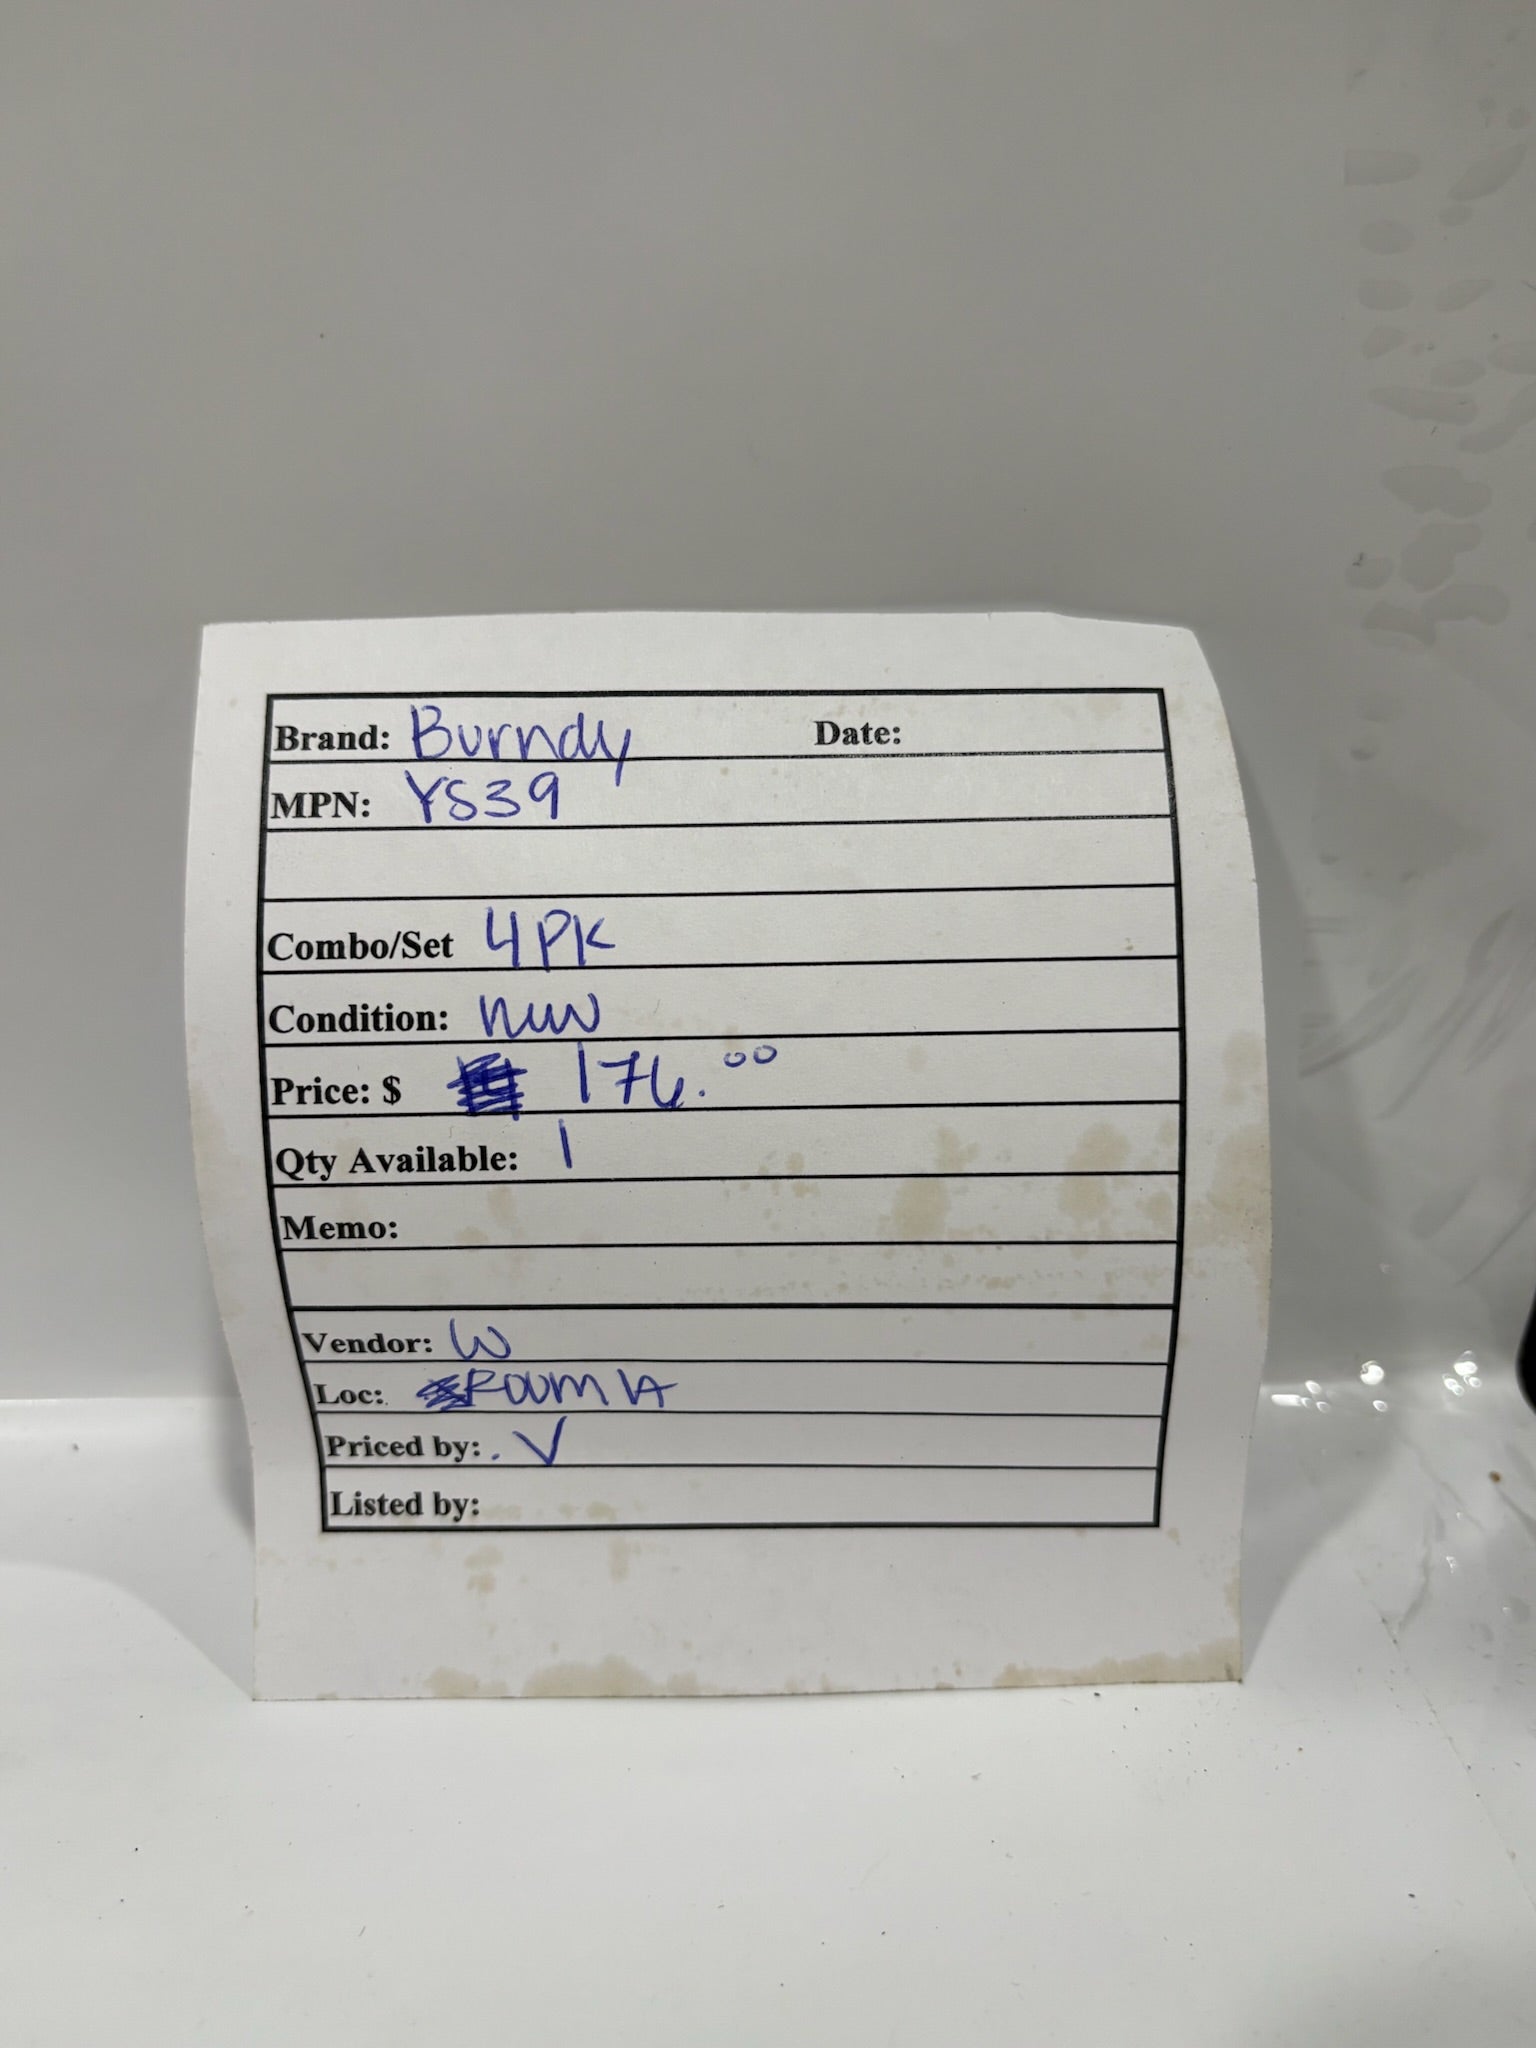 Brand: Burndy Date:
MPN: YS39
Combo/Set 4PK
Condition: new
Price: $ 176.00
Qty Available: 1
Memo:
Vendor: W
Loc: ROOM 1A
Priced by: . V
Listed by: